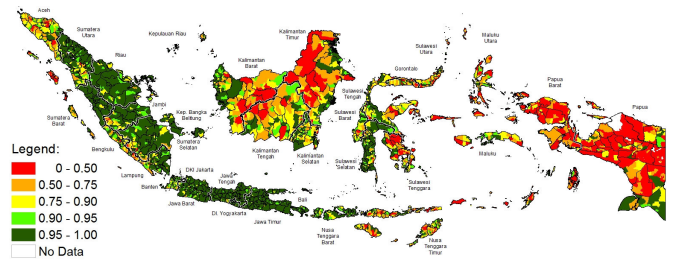 Aceh
Sumatera
Utara
Riau
Kepulauan Riau
Kalimantan
Timur
Kalimantan
Barat
Sulawesi
Utara
Gorontalo
Maluku
Utara
Papua
Barat
Papua
Sumatera
Barat
Jambi
Kep. Bangka
Belitung
Sulawesi
Tengah
Sulawesi
Barat
Bengkulu
Sumatera
Selatan
Kalimantan
Tengah
Kalimantan
Selatan
Sulawesi
Selatan
Sulawesi
Tenggara
Maluku
Lampung
Banten
DKI Jakarta
Jawa Barat
Jawa
Tengah
DI. Yogyakarta
Jawa Timur
Bali
Nusa
Tenggara
Barat
Nusa
Tenggara
Timur
Legend:
0 - 0.50
0.50 - 0.75
0.75 - 0.90
0.90 - 0.95
0.95 - 1.00
No Data